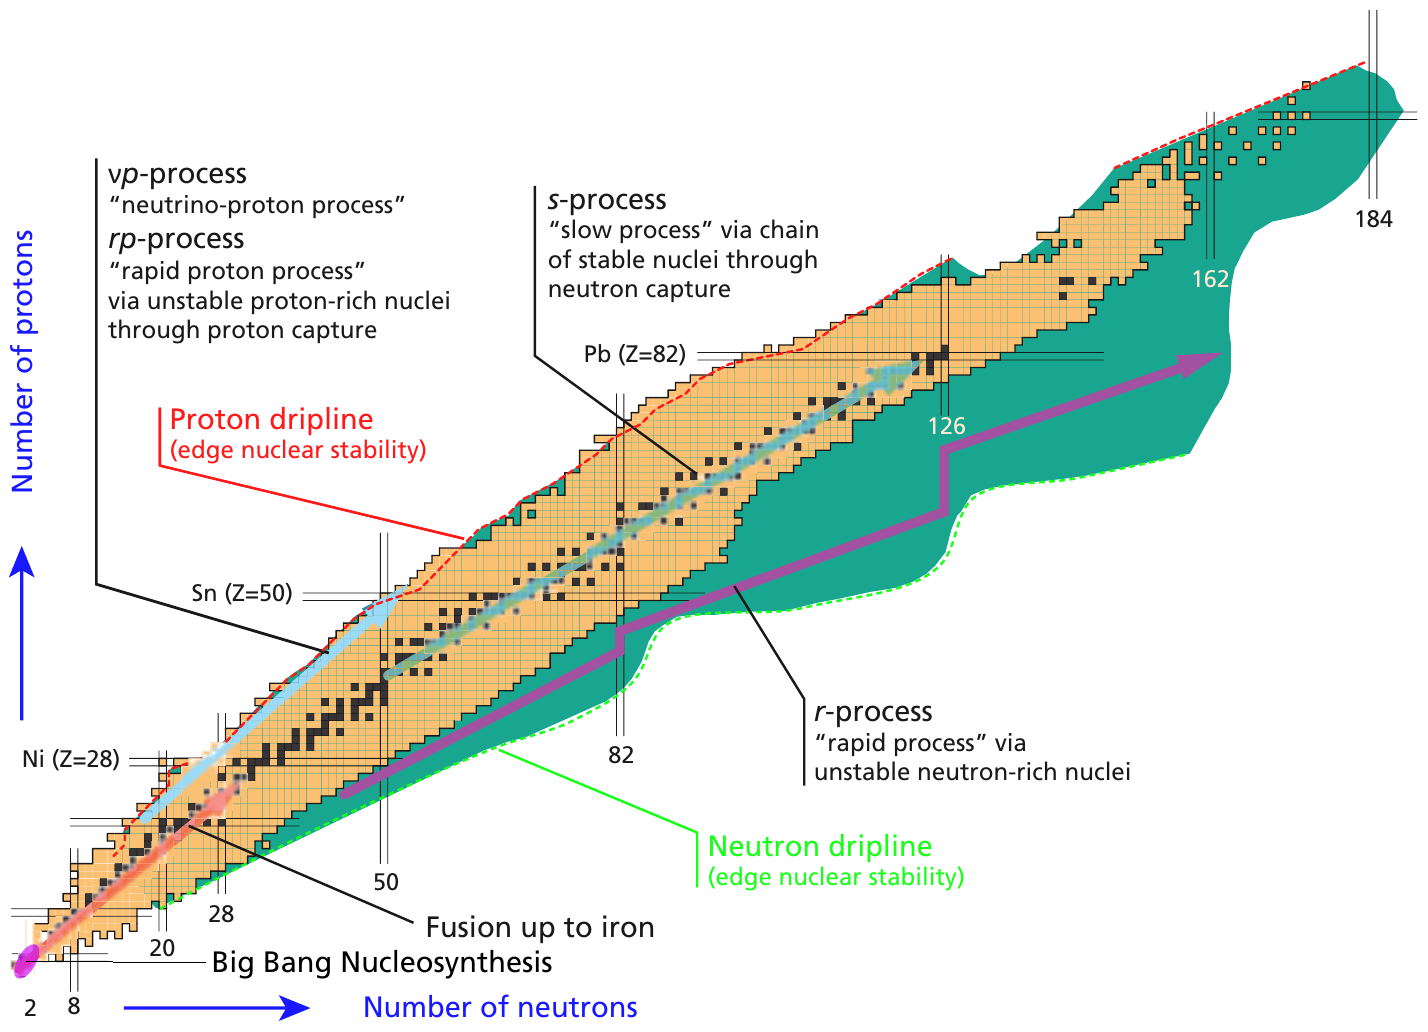 νp-process
“neutrino-proton process”
rp-process
“rapid proton process”
via unstable proton-rich nuclei
through proton capture
s-process
“slow process” via chain
of stable nuclei through
neutron capture
184
162
Number of protons
Pb (Z=82)
126
Proton dripline
(edge nuclear stability)
Sn (Z=50)
r-process
“rapid process” via
unstable neutron-rich nuclei
82
Ni (Z=28)
Neutron dripline
(edge nuclear stability)
50
28
Fusion up to iron
20
Big Bang Nucleosynthesis
2
8
Number of neutrons